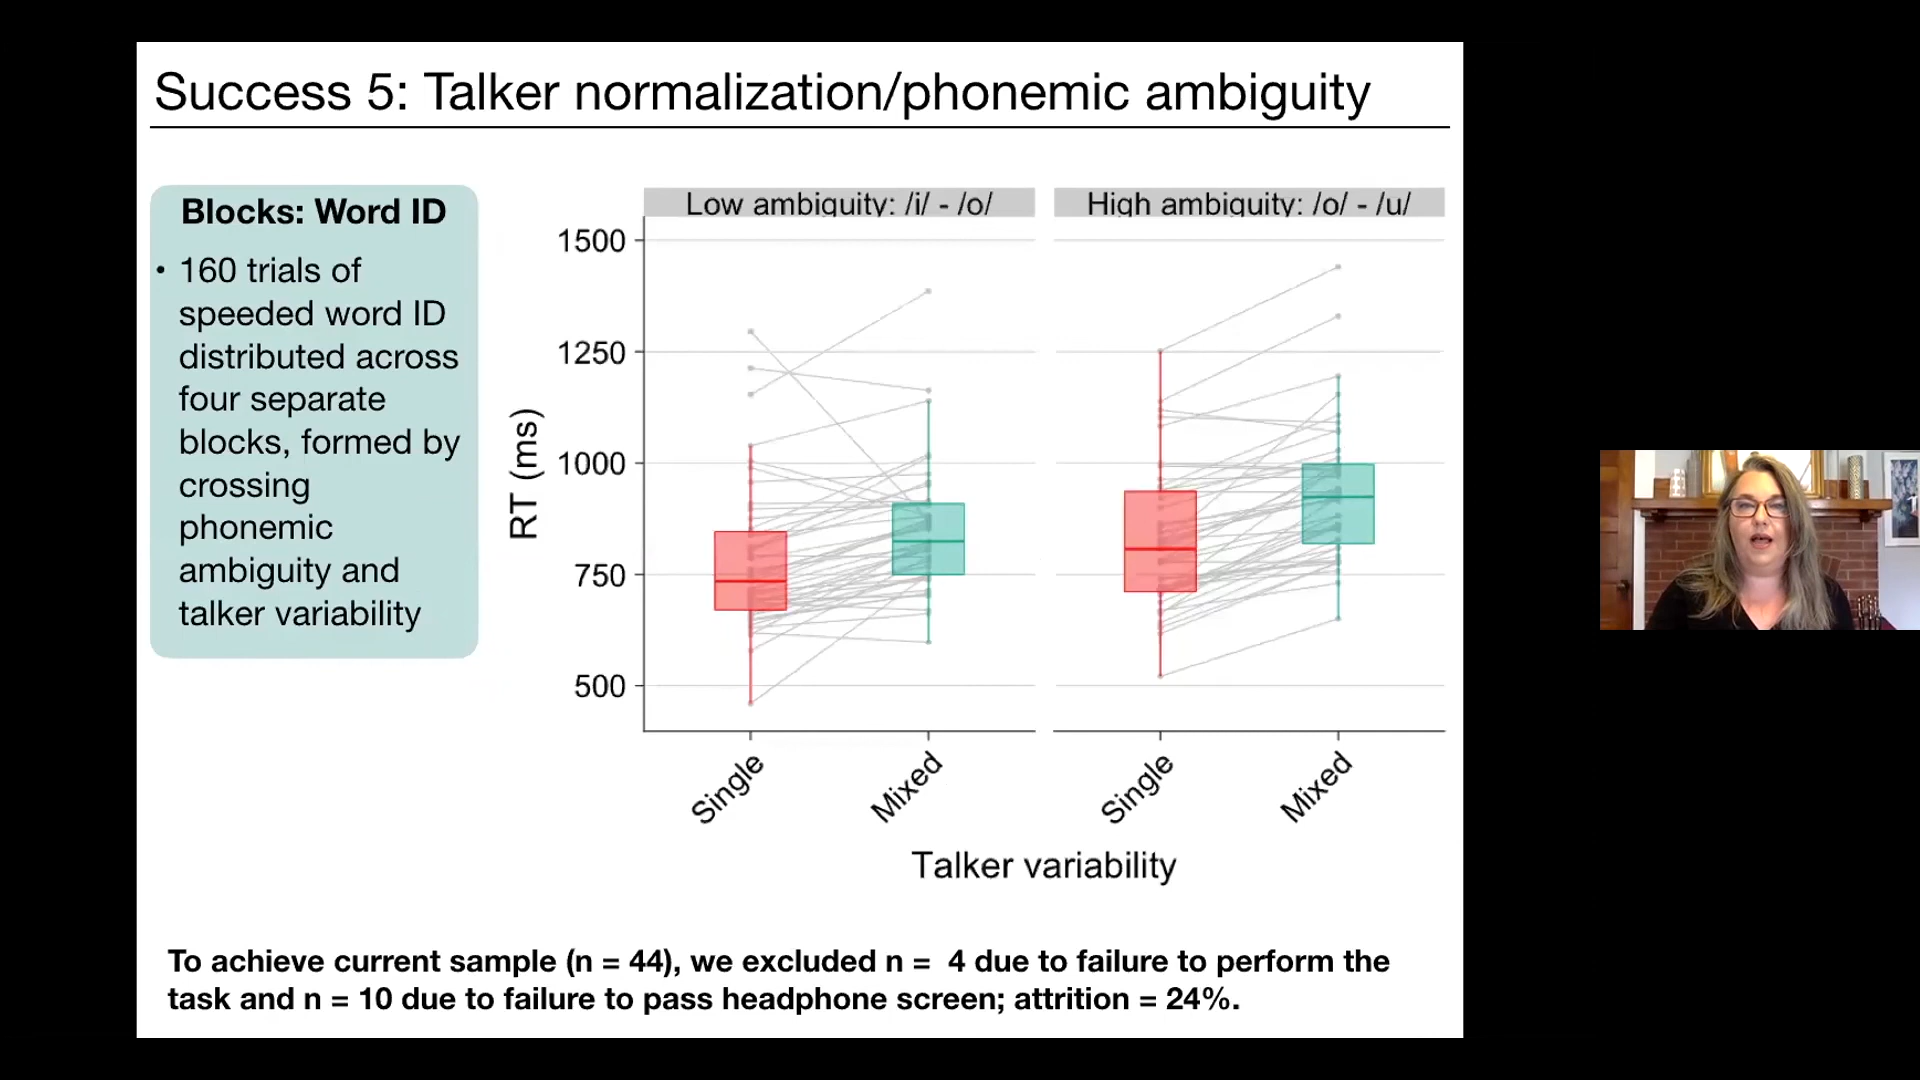 Success 5: Talker normalization/phonemic ambiguity
Blocks: Word ID
• 160 trials of
speeded word ID
distributed across
four separate
blocks, formed by
crossing
phonemic
ambiguity and
talker variability
Low ambiguity: /i/ - /o/
High ambiguity: /o/ - /u/
RT (ms)
1500
1250
1000
750
500
Single
Mixed
Single
Mixed
Talker variability
To achieve current sample (n = 44), we excluded n = 4 due to failure to perform the
task and n = 10 due to failure to pass headphone screen; attrition = 24%.